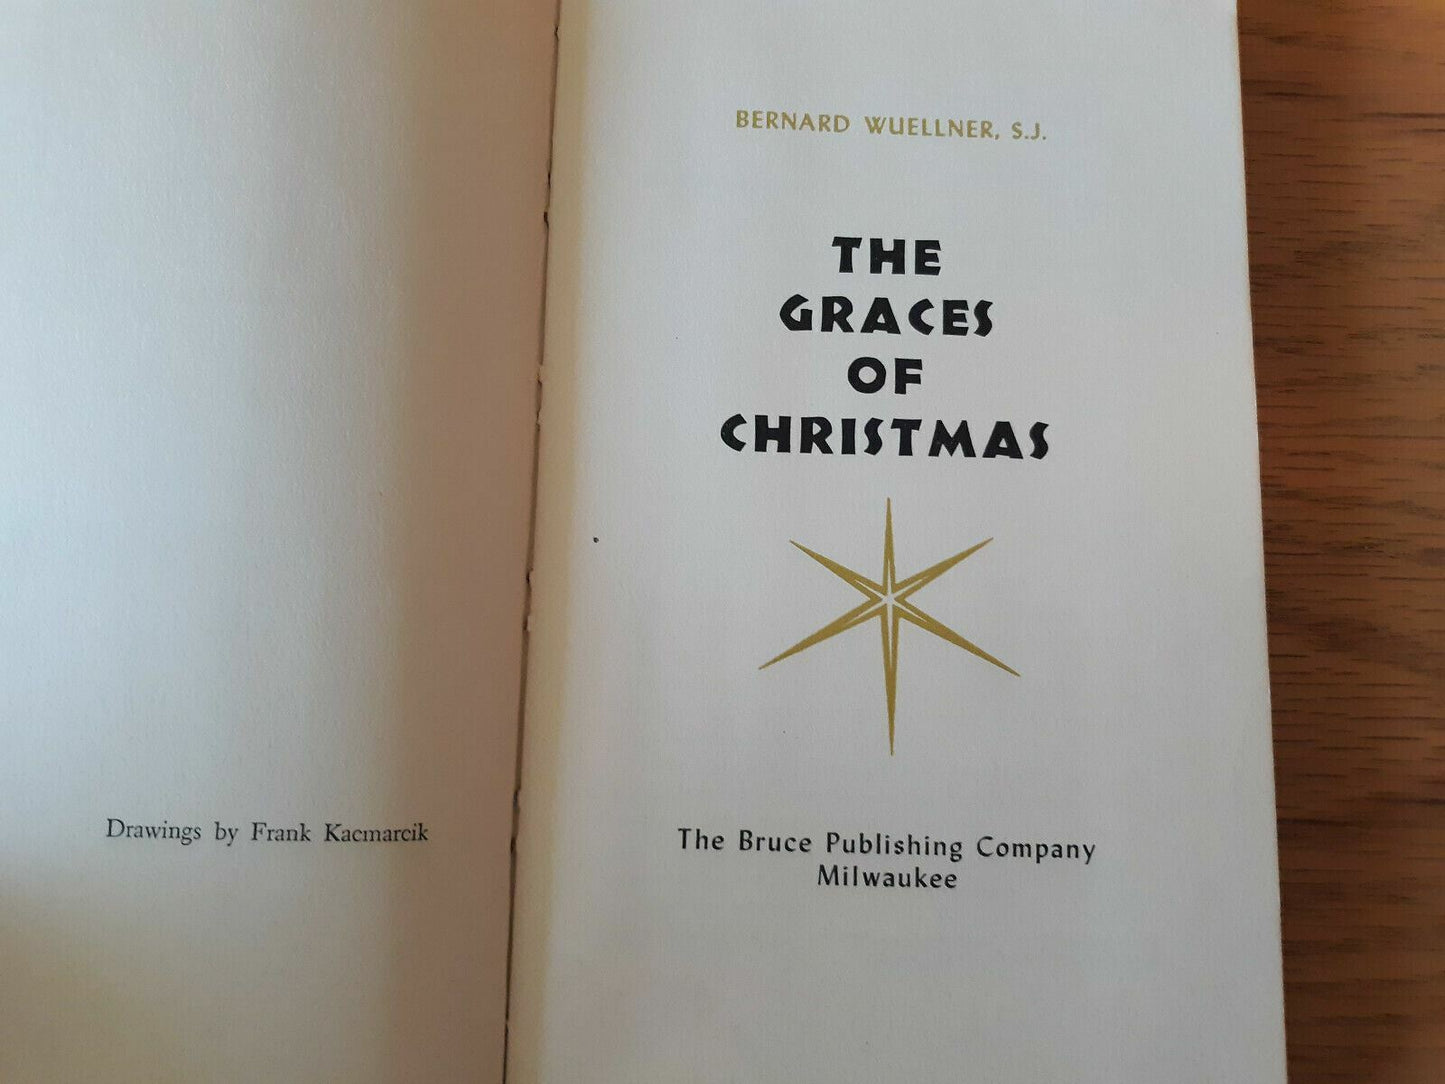 Drawings by Frank Kacmarcik
BERNARD WUELLNER, S.J.
THE
GRACES
OF
CHRISTMAS
The Bruce Publishing Company
Milwaukee